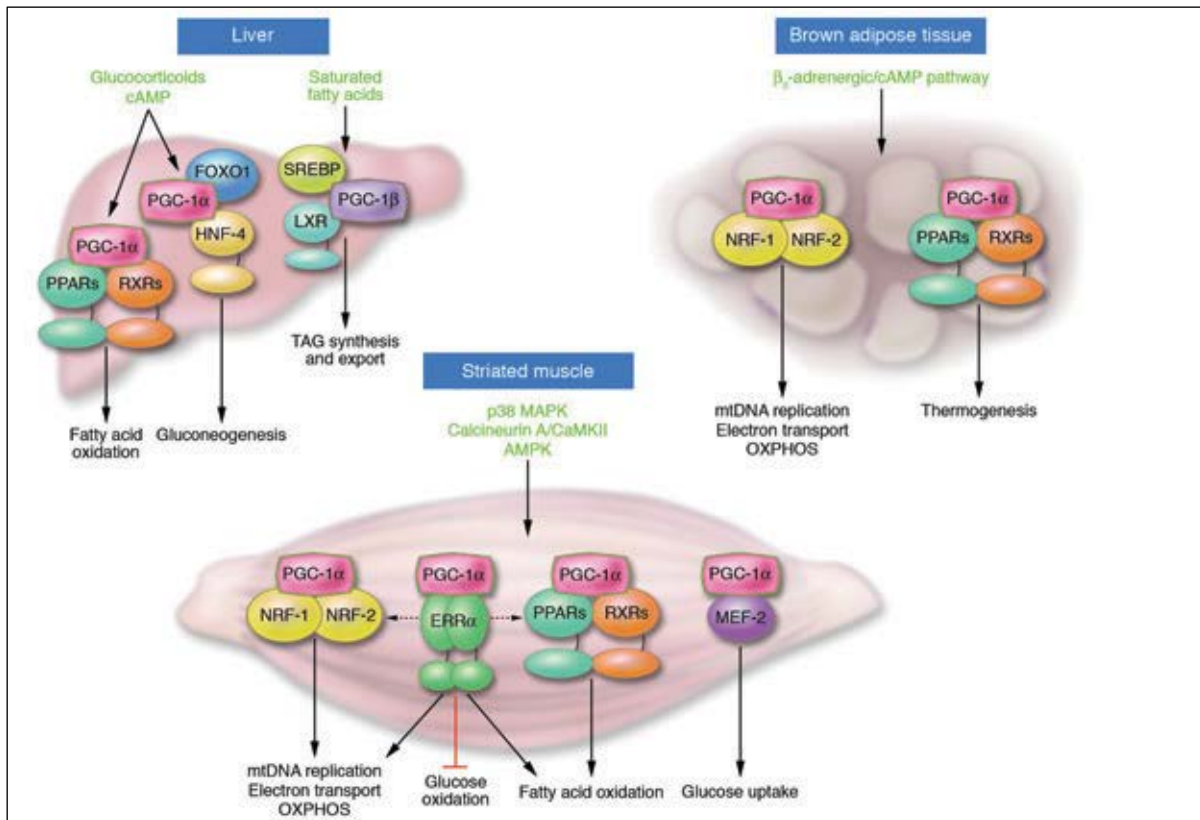 Liver
Glucocorticoids
cAMP
Saturated
fatty acids
FOXO1
PGC-1α
HNF-4
PGC-1α
PPARs
RXRs
SREBP
PGC-1β
LXR
TAG synthesis
and export
Fatty acid
oxidation
Gluconeogenesis
Brown adipose tissue
-adrenergic/cAMP pathway
PGC-1α
NRF-1
NRF-2
PGC-1α
PPARs
RXRs
mtDNA replication
Electron transport
OXPHOS
Thermogenesis
Striated muscle
p38 MAPK
Calcineurin A/CaMKII
AMPK
PGC-1α
NRF-1
NRF-2
PGC-1α
ERRα
PGC-1α
PPARs
RXRs
PGC-1α
MEF-2
mtDNA replication
Electron transport
OXPHOS
Glucose
oxidation
Fatty acid oxidation
Glucose uptake